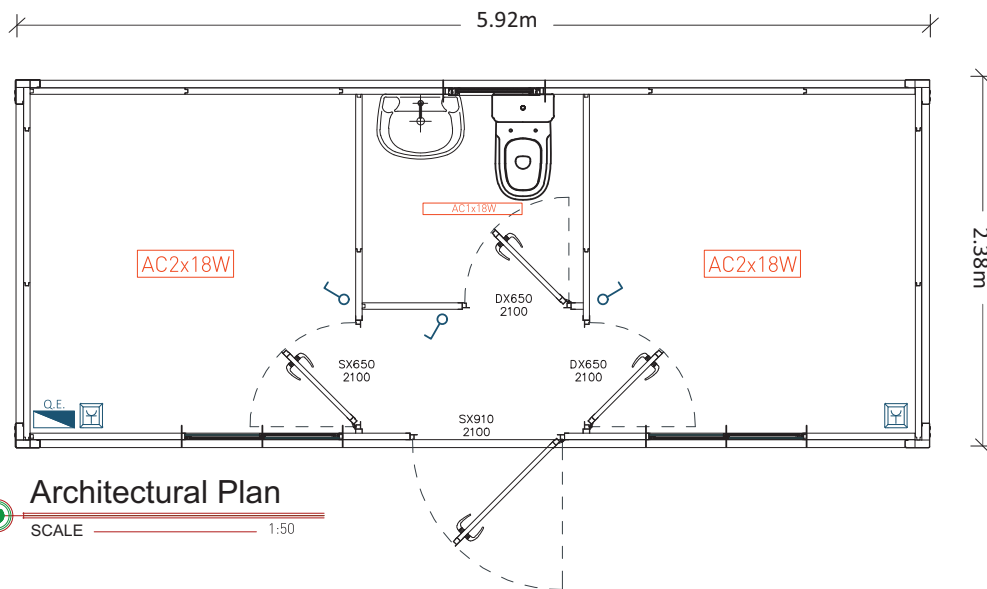 5.92m
AC1x18W
AC2x18W
AC2x18W
2.38m
DX650
2100
SX650
2100
DX650
2100
Q.E.
SX910
2100
Architectural Plan
SCALE 1:50